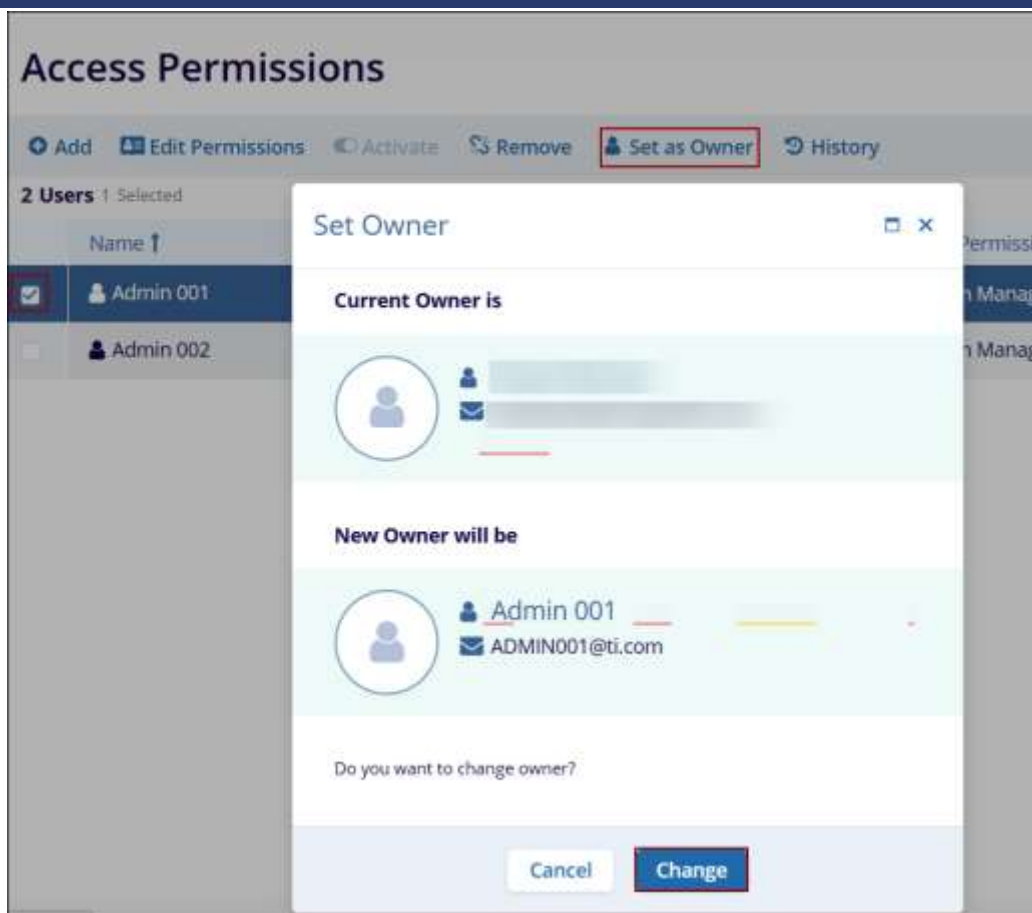 Access Permissions
Add Edit Permissions Activate Remove Set as Owner History
2 Users 1 Selected
Name
Admin 001
Admin 002
Set Owner
Current Owner is
New Owner will be
Admin 001
ADMIN001@ti.com
Do you want to change owner?
Cancel Change